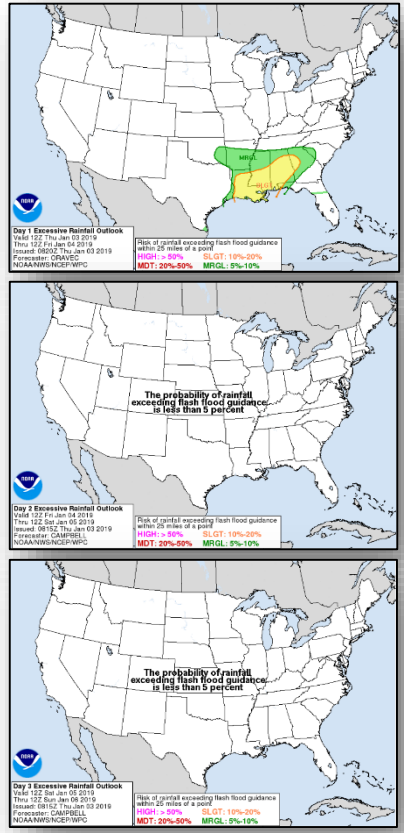 MRGL
SLGT
noaa
Day 1 Excessive Rainfall Outlook
Valid 12Z Thu Jan 03 2019
Thru 12Z Fri Jan 04 2019
Issued: 0820Z Thu Jan 03 2019
Forecaster: ORAVEC
NOAA/NWS/NCEP/WPC
Risk of rainfall exceeding flash flood guidance
within 25 miles of a point
HIGH: > 50% SLGT: 10%-20%
MDT: 20%-50% MRGL: 5%-10%
The probability of rainfall
exceeding flash flood guidance
is less than 5 percent
noaa
Day 2 Excessive Rainfall Outlook
Valid 12Z Fri Jan 04 2019
Thru 12Z Sat Jan 05 2019
Issued: 0815Z Thu Jan 03 2019
Forecaster: CAMPBELL
NOAA/NWS/NCEP/WPC
Risk of rainfall exceeding flash flood guidance
within 25 miles of a point
HIGH: > 50% SLGT: 10%-20%
MDT: 20%-50% MRGL: 5%-10%
The probability of rainfall
exceeding flash flood guidance
is less than 5 percent
noaa
Day 3 Excessive Rainfall Outlook
Valid 12Z Sat Jan 05 2019
Thru 12Z Sun Jan 06 2019
Issued: 0815Z Thu Jan 03 2019
Forecaster: CAMPBELL
NOAA/NWS/NCEP/WPC
Risk of rainfall exceeding flash flood guidance
within 25 miles of a point
HIGH: > 50% SLGT: 10%-20%
MDT: 20%-50% MRGL: 5%-10%